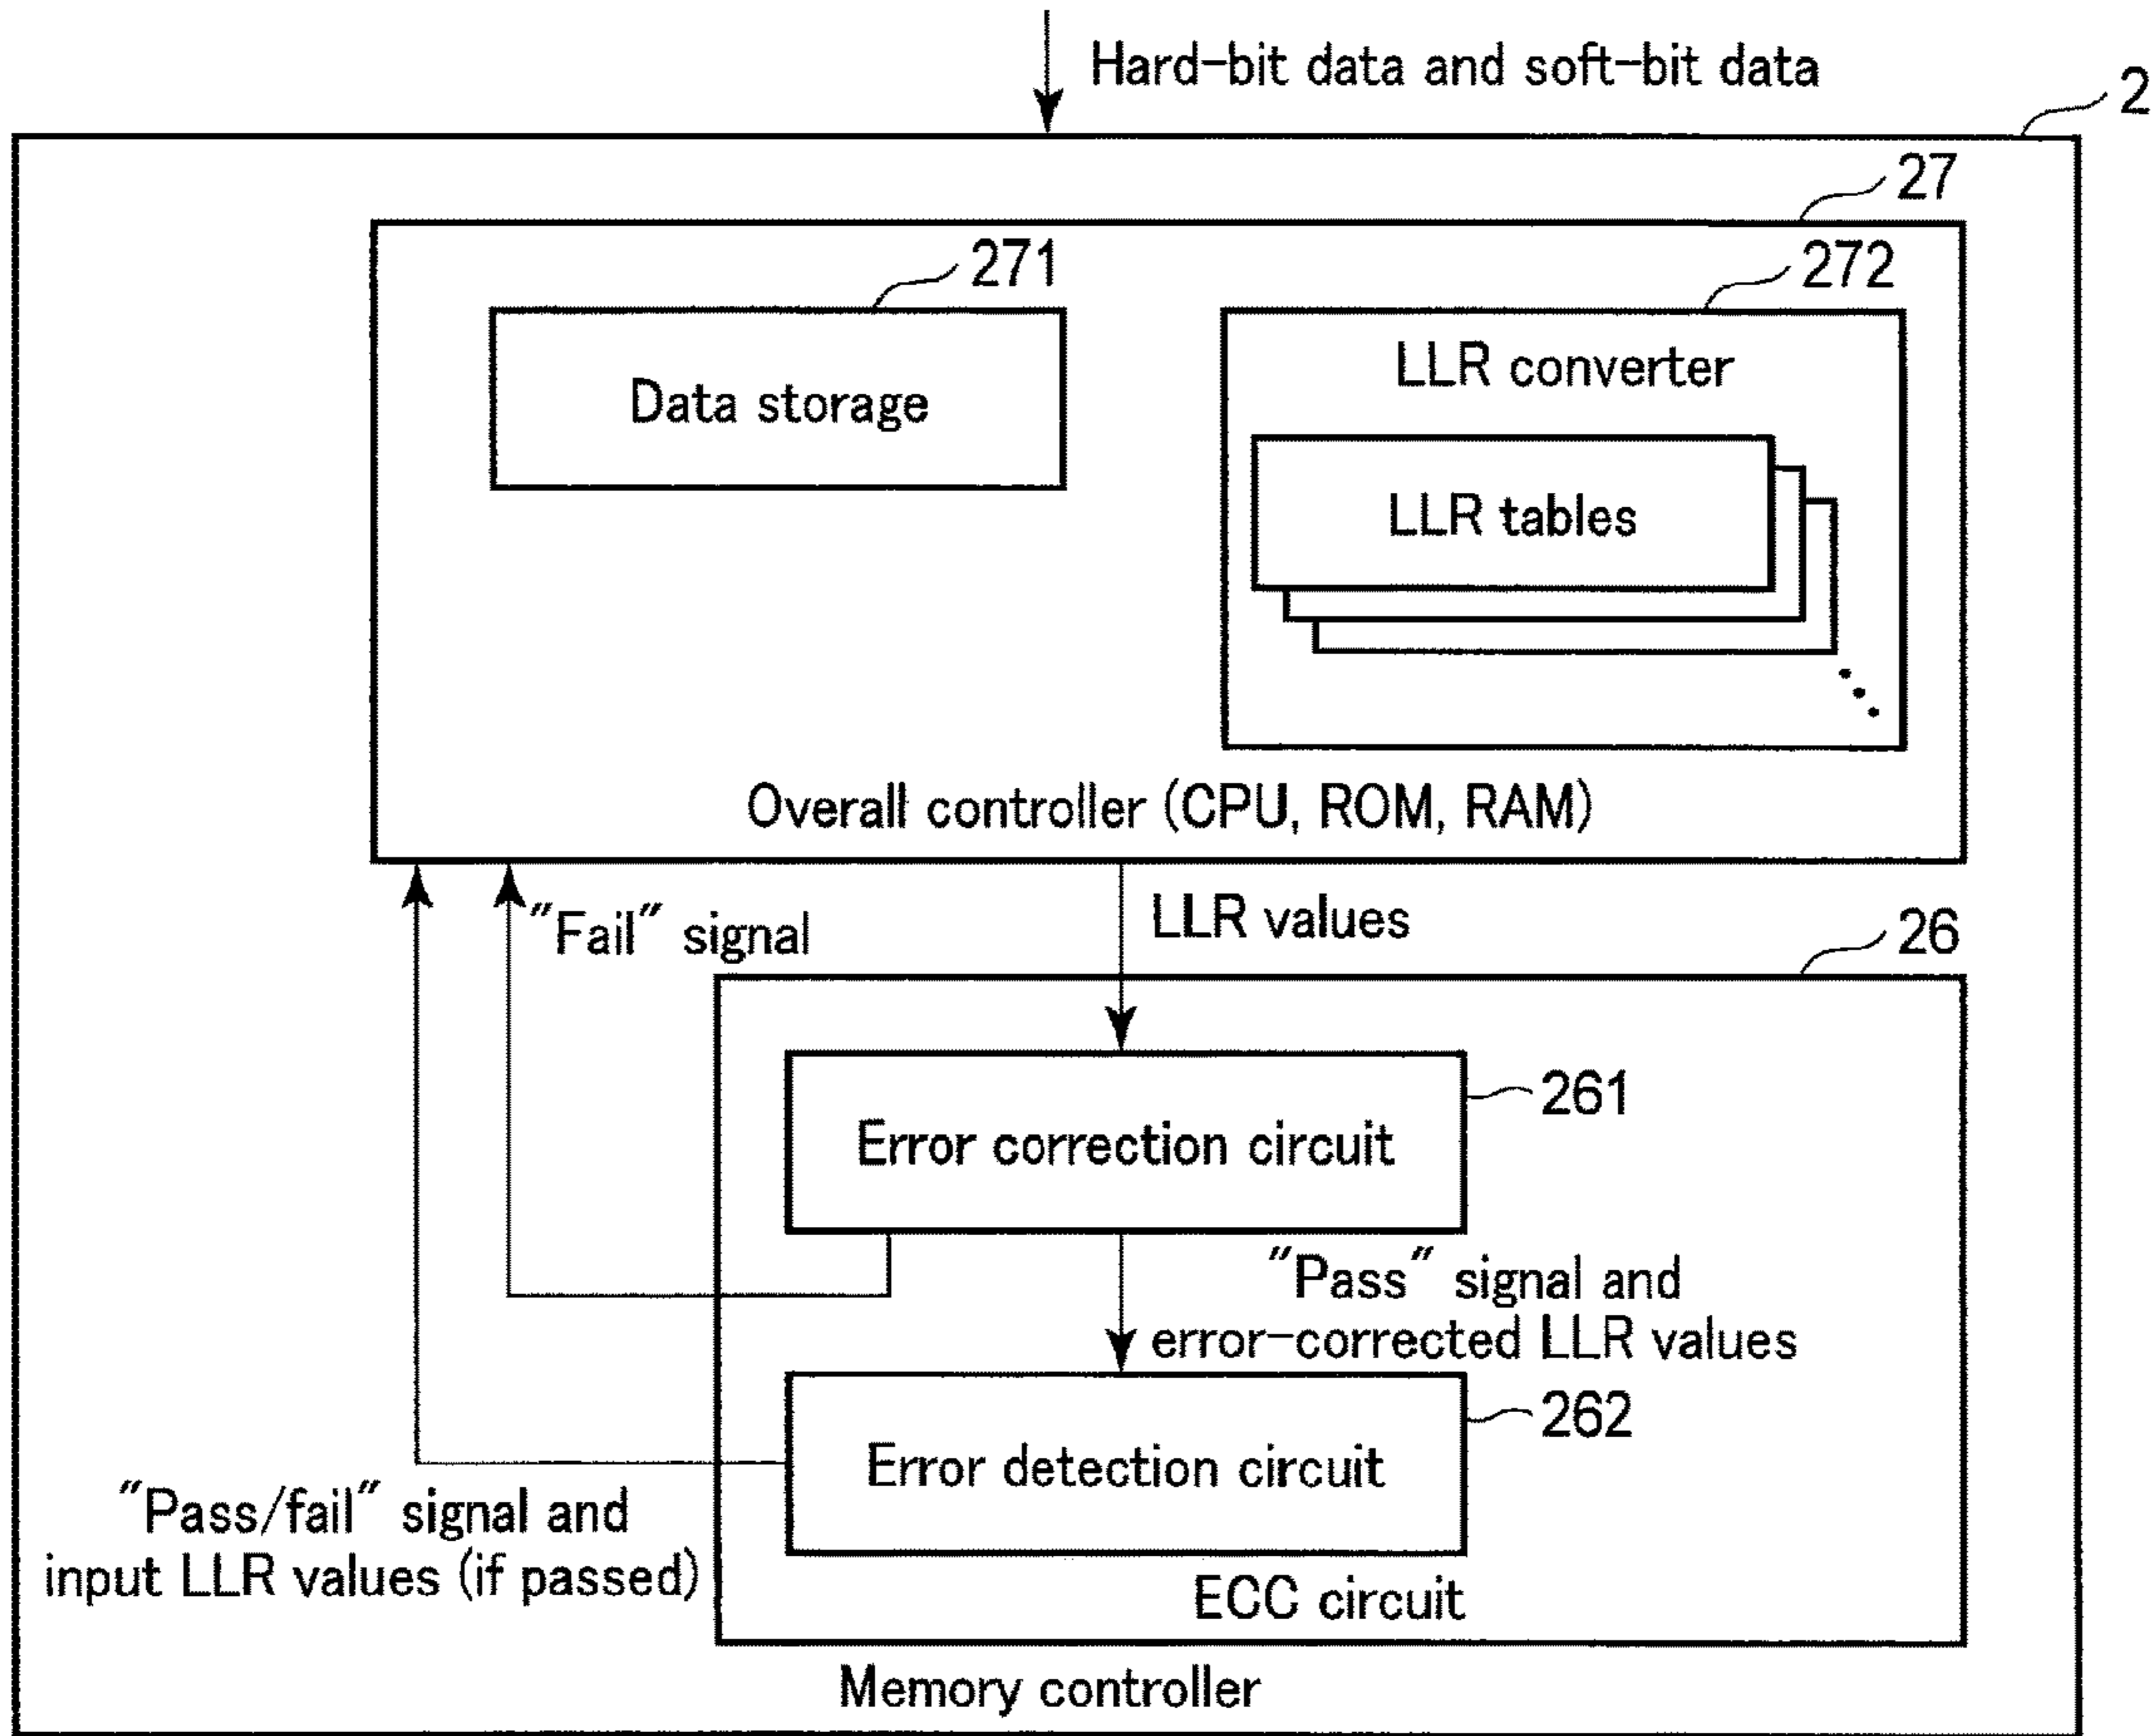 Hard-bit data and soft-bit data
2
27
271
272
Data storage
LLR converter
LLR tables
Overall controller (CPU, ROM, RAM)
"Fail" signal
LLR values
26
261
Error correction circuit
"Pass" signal and
error-corrected LLR values
262
Error detection circuit
"Pass/fail" signal and
input LLR values (if passed)
ECC circuit
Memory controller